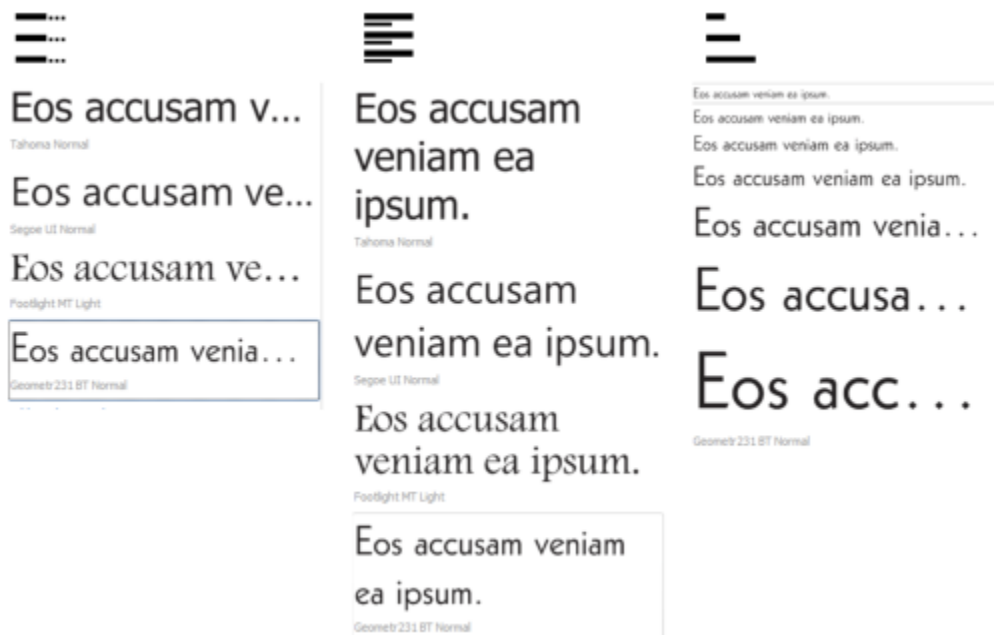 Eos accusam v...
Tahoma Normal
Eos accusam ve...
Segoe UI Normal
Eos accusam ve...
Footlight MT Light
Eos accusam venia...
Geometr231 BT Normal
Eos accusam
veniam ea
ipsum.
Tahoma Normal
Eos accusam
veniam ea ipsum.
Segoe UI Normal
Eos accusam
veniam ea ipsum.
Footlight MT Light
Eos accusam veniam
ea ipsum.
Geometr231 BT Normal
Eos accusam veniam ea ipsum.
Eos accusam veniam ea ipsum.
Eos accusam veniam ea ipsum.
Eos accusam veniam ea ipsum.
Eos accusam venia...
Eos accusa...
Eos acc...
Geometr231 BT Normal